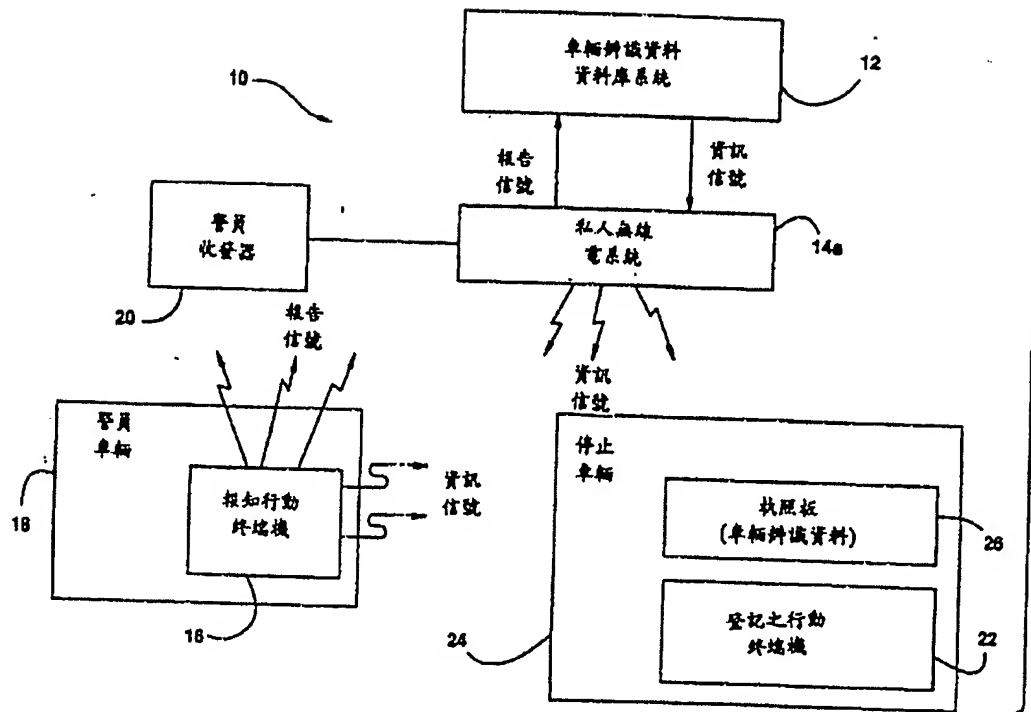 車輛辨識資料
資料庫系統
12
10
報告
信號
資訊
信號
警員
收發器
20
私人無線
電系統
14a
報告
信號
資訊
信號
警員
車輛
18
報知行動
終端機
16
資訊
信號
停止
車輛
執照板
(車輛辨識資料)
26
登記之行動
終端機
22
24